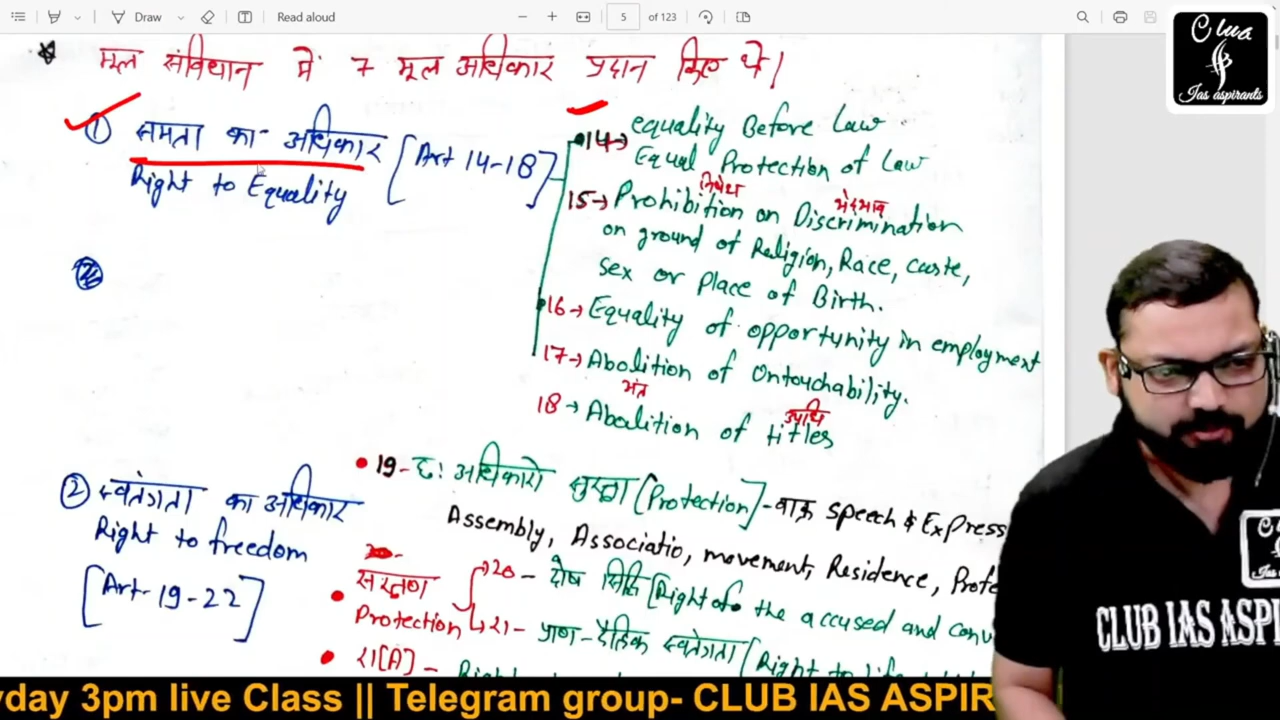 Draw
Read aloud
5 of 123
Club
Ias aspirants
मूल संविधान में 7 मूल अधिकार प्रदान किए थे।
① समता का अधिकार [Art 14-18]
Right to Equality
14→ equality Before Law
Equal Protection of Law
निषेध भेदभाव
15→ Prohibition on Discrimination
on ground of Religion, Race, caste,
Sex or Place of Birth.
16→ Equality of opportunity in employment
17→ Abolition of Untouchability.
अंत उपाधि
18→ Abolition of titles
② स्वतंत्रता का अधिकार
Right to freedom
[Art- 19-22]
19- छः अधिकारो सुरक्षा [Protection]- वाक speech & Express
Assembly, Associatio, movement, Residence, Profe
संरक्षण
Protection
20- दोष सिद्धि [Right of the accused and conv
21- प्राण-दैहिक स्वतंत्रता [Right to life
21[A]-
CLUB IAS ASPI
yday 3pm live Class || Telegram group- CLUB IAS ASPIR